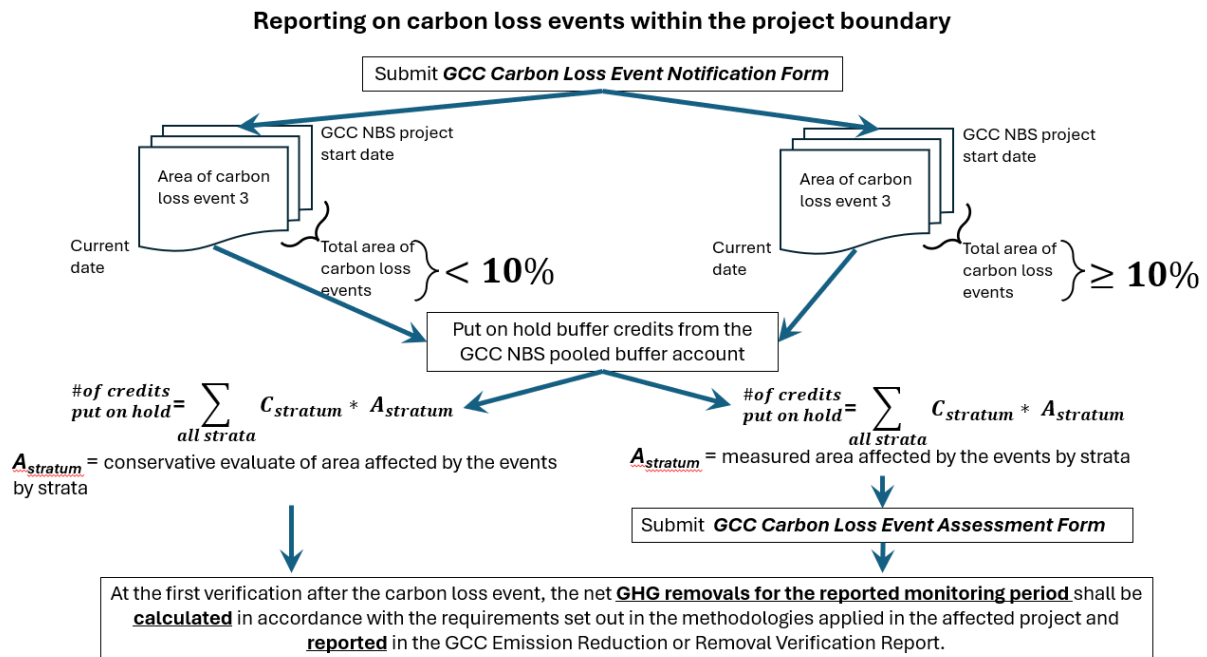 Reporting on carbon loss events within the project boundary
Submit GCC Carbon Loss Event Notification Form
GCC NBS project
start date
Area of carbon
loss event 3
Current
date
Total area of
carbon loss
events
< 10%
GCC NBS project
start date
Area of carbon
loss event 3
Current
date
Total area of
carbon loss
events
≥ 10%
Put on hold buffer credits from the
GCC NBS pooled buffer account
#of credits
put on hold = ∑ C stratum * A stratum
all strata
A stratum = conservative evaluate of area affected by the events
by strata
#of credits
put on hold = ∑ C stratum * A stratum
all strata
A stratum = measured area affected by the events by strata
Submit GCC Carbon Loss Event Assessment Form
At the first verification after the carbon loss event, the net GHG removals for the reported monitoring period shall be
calculated in accordance with the requirements set out in the methodologies applied in the affected project and
reported in the GCC Emission Reduction or Removal Verification Report.